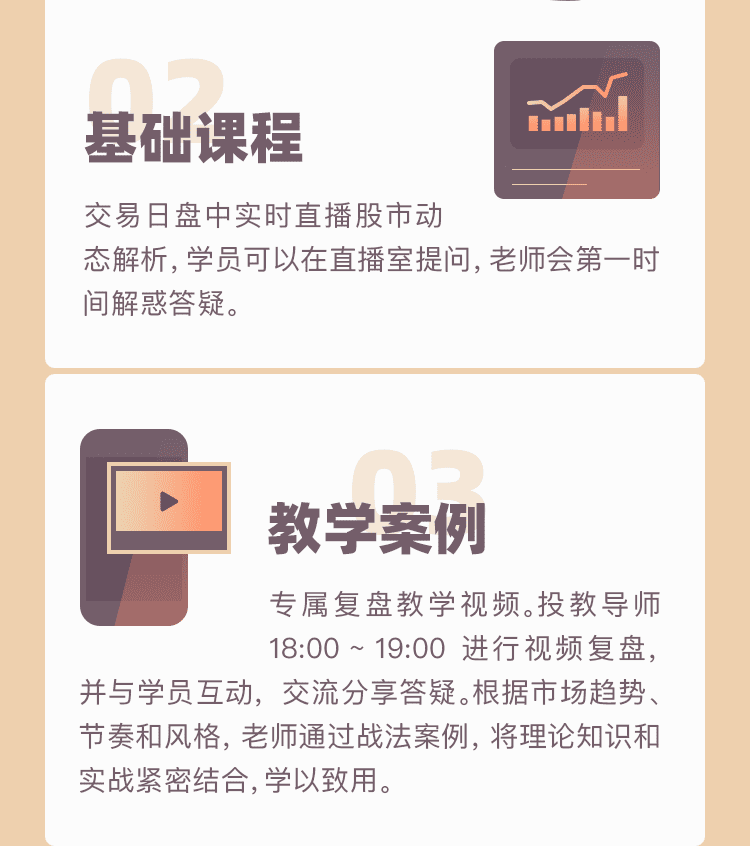 02
基础课程
交易日盘中实时直播股市动
态解析，学员可以在直播室提问，老师会第一时
间解惑答疑。
03
教学案例
专属复盘教学视频。投教导师
18:00 ~ 19:00 进行视频复盘，
并与学员互动，交流分享答疑。根据市场趋势、
节奏和风格，老师通过战法案例，将理论知识和
实战紧密结合，学以致用。